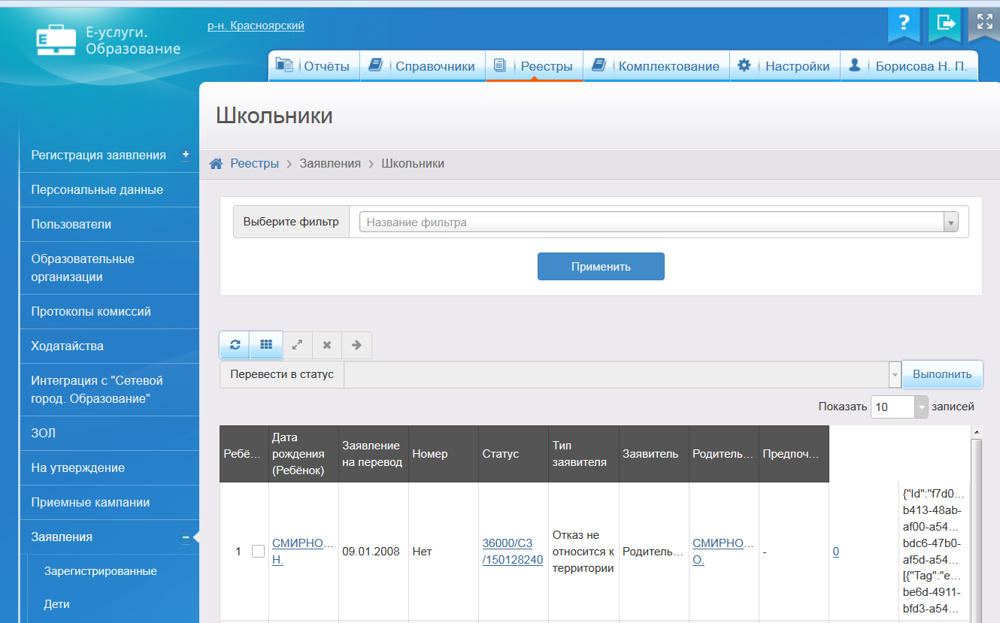 Е-услуги.
Образование
р-н. Красноярский
?
Отчёты
Справочники
Реестры
Комплектование
Настройки
Борисова Н. П.
Школьники
Реестры > Заявления > Школьники
Регистрация заявления +
Персональные данные
Пользователи
Образовательные
организации
Протоколы комиссий
Ходатайства
Интеграция с "Сетевой
город. Образование"
ЗОЛ
На утверждение
Приемные кампании
Заявления −
Зарегистрированные
Дети
Выберите фильтр
Название фильтра
Применить
Перевести в статус
Выполнить
Показать 10 записей
Ребё...
Дата
рождения
(Ребёнок)
Заявление
на перевод
Номер
Статус
Тип
заявителя
Заявитель
Родитель...
Предпоч...
1
СМИРНО...
Н.
09.01.2008
Нет
36000/СЗ
/150128240
Отказ не
относится к
территории
Родитель...
СМИРНО...
О.
-
0
{"Id":"f7d0...
b413-48ab-
af00-a54...
bdc6-47b0-
af5d-a54...
[{"Tag":"e...
be6d-4911-
bfd3-a54...